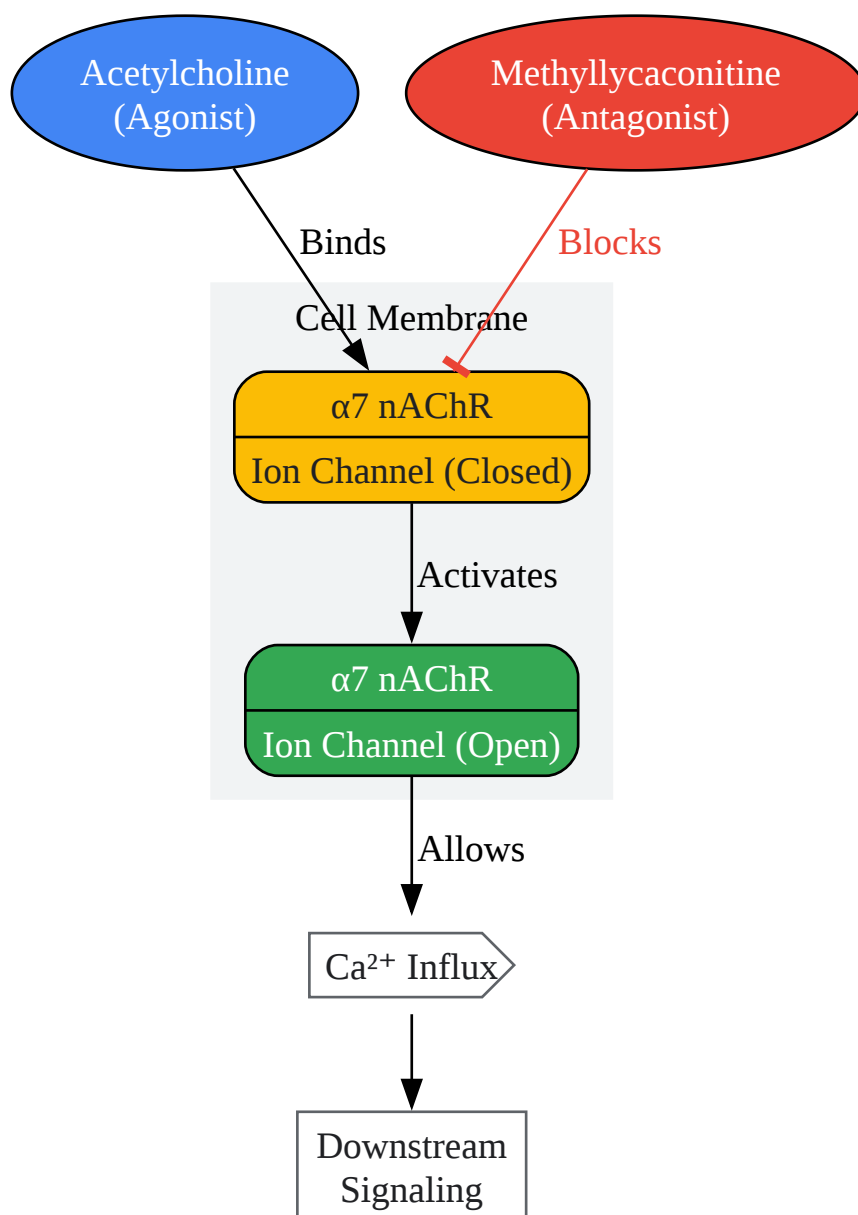 Acetylcholine
(Agonist)
Methyllycaconitine
(Antagonist)
Binds
Blocks
Cell Membrane
α7 nAChR
Ion Channel (Closed)
Activates
α7 nAChR
Ion Channel (Open)
Allows
Ca²⁺ Influx
Downstream
Signaling